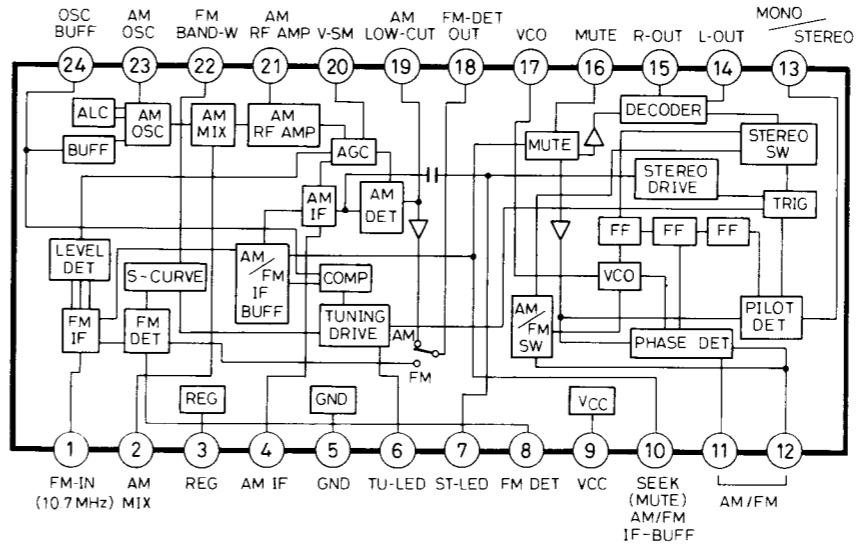 OSC BUFF
AM OSC
FM BAND-W
AM RF AMP
V-SM
AM LOW-CUT
FM-DET OUT
VCO
MUTE
R-OUT
L-OUT
MONO / STEREO
24
23
22
21
20
19
18
17
16
15
14
13
ALC
AM OSC
AM MIX
AM RF AMP
BUFF
AGC
AM IF
AM DET
MUTE
DECODER
STEREO SW
STEREO DRIVE
TRIG
FF
FF
FF
LEVEL DET
S-CURVE
AM/FM IF BUFF
COMP
VCO
FM IF
FM DET
TUNING DRIVE
AM
FM
AM/FM SW
PILOT DET
PHASE DET
REG
GND
VCC
1
2
3
4
5
6
7
8
9
10
11
12
FM-IN (10.7 MHz)
AM MIX
REG
AM IF
GND
TU-LED
ST-LED
FM DET
VCC
SEEK (MUTE) AM/FM IF-BUFF
AM/FM